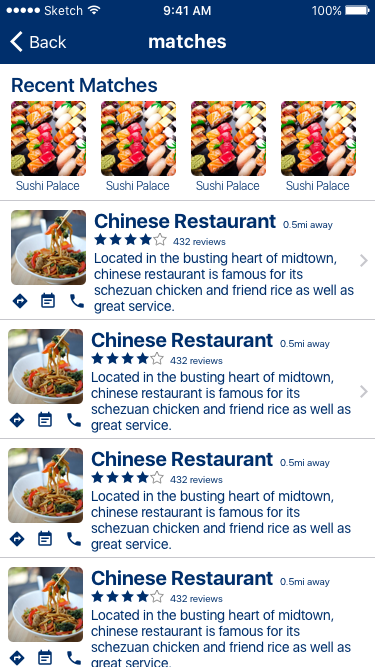 Sketch 9:41 AM 100%
Back matches
Recent Matches
Sushi Palace Sushi Palace Sushi Palace Sushi Palace
Chinese Restaurant 0.5mi away
432 reviews
Located in the busting heart of midtown,
chinese restaurant is famous for its
schezuan chicken and friend rice as well as
great service.
Chinese Restaurant 0.5mi away
432 reviews
Located in the busting heart of midtown,
chinese restaurant is famous for its
schezuan chicken and friend rice as well as
great service.
Chinese Restaurant 0.5mi away
432 reviews
Located in the busting heart of midtown,
chinese restaurant is famous for its
schezuan chicken and friend rice as well as
great service.
Chinese Restaurant 0.5mi away
432 reviews
Located in the busting heart of midtown,
chinese restaurant is famous for its
schezuan chicken and friend rice as well as
great service.